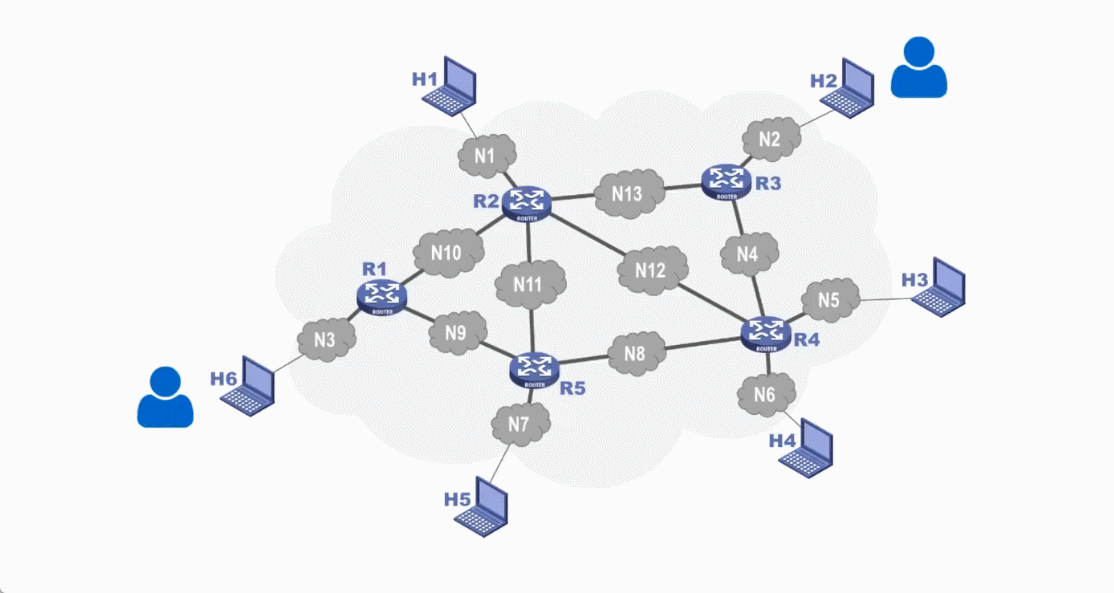 H1
H2
N1
N2
R2
ROUTER
N13
R3
ROUTER
N10
N12
N4
R1
ROUTER
N11
N5
H3
N3
N9
N8
R4
ROUTER
H6
R5
ROUTER
N7
N6
H4
H5